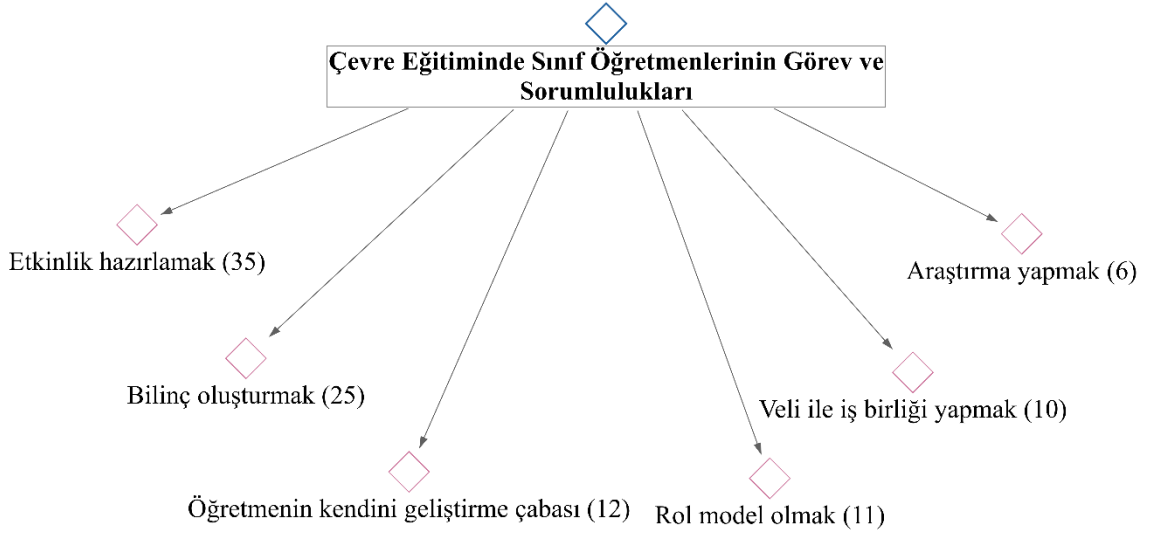 Çevre Eğitiminde Sınıf Öğretmenlerinin Görev ve
Sorumlulukları
Etkinlik hazırlamak (35)
Araştırma yapmak (6)
Bilinç oluşturmak (25)
Veli ile iş birliği yapmak (10)
Öğretmenin kendini geliştirme çabası (12)
Rol model olmak (11)